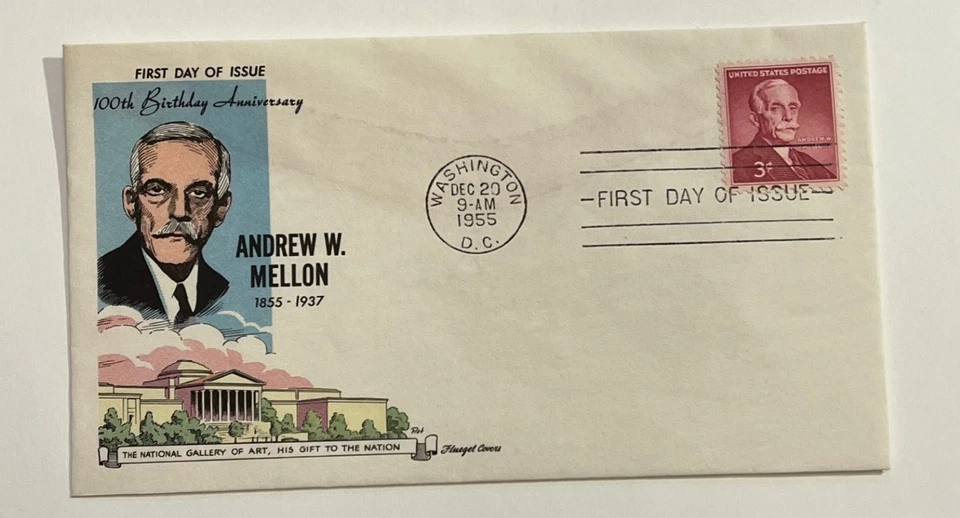 FIRST DAY OF ISSUE
100th Birthday Anniversary
ANDREW W.
MELLON
1855 - 1937
THE NATIONAL GALLERY OF ART, HIS GIFT TO THE NATION
Fluegel Covers
WASHINGTON
DEC 20
9-AM
1955
D.C.
UNITED STATES POSTAGE
ANDREW W.
3¢
FIRST DAY OF ISSUE